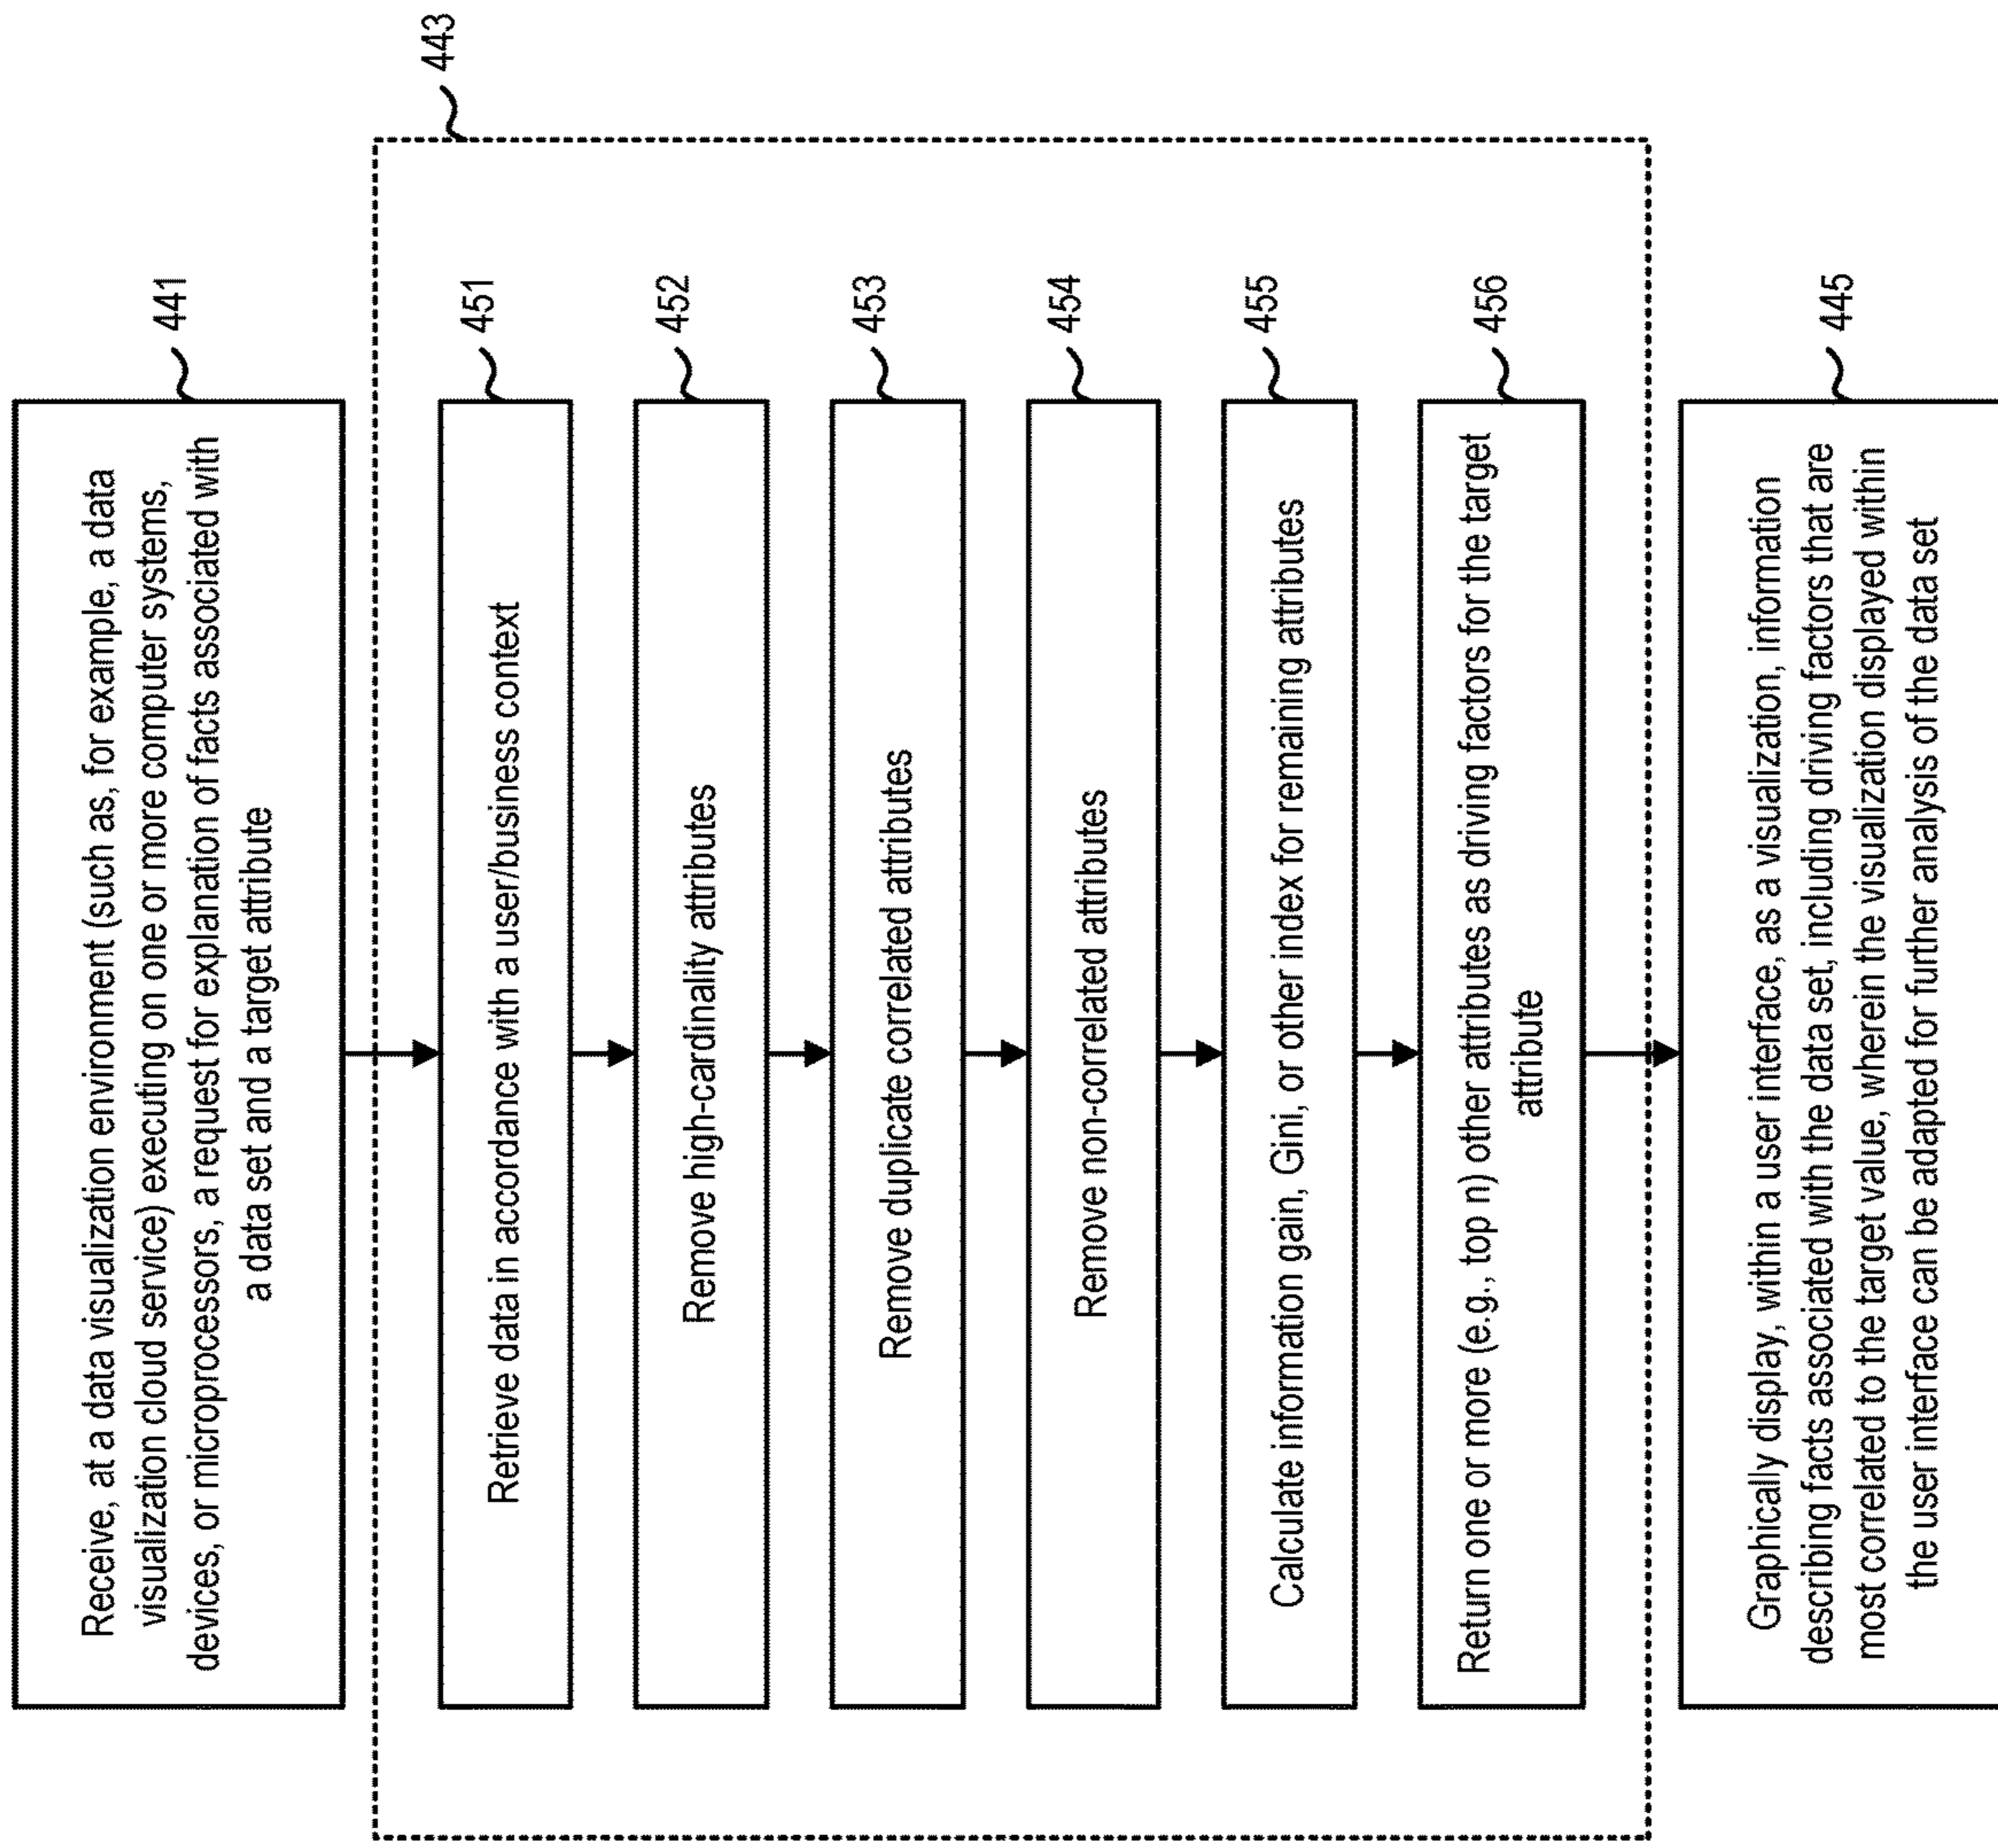 Receive, at a data visualization environment (such as, for example, a data
visualization cloud service) executing on one or more computer systems,
devices, or microprocessors, a request for explanation of facts associated with
a data set and a target attribute
441
443
Retrieve data in accordance with a user/business context
451
Remove high-cardinality attributes
452
Remove duplicate correlated attributes
453
Remove non-correlated attributes
454
Calculate information gain, Gini, or other index for remaining attributes
455
Return one or more (e.g., top n) other attributes as driving factors for the target
attribute
456
Graphically display, within a user interface, as a visualization, information
describing facts associated with the data set, including driving factors that are
most correlated to the target value, wherein the visualization displayed within
the user interface can be adapted for further analysis of the data set
445